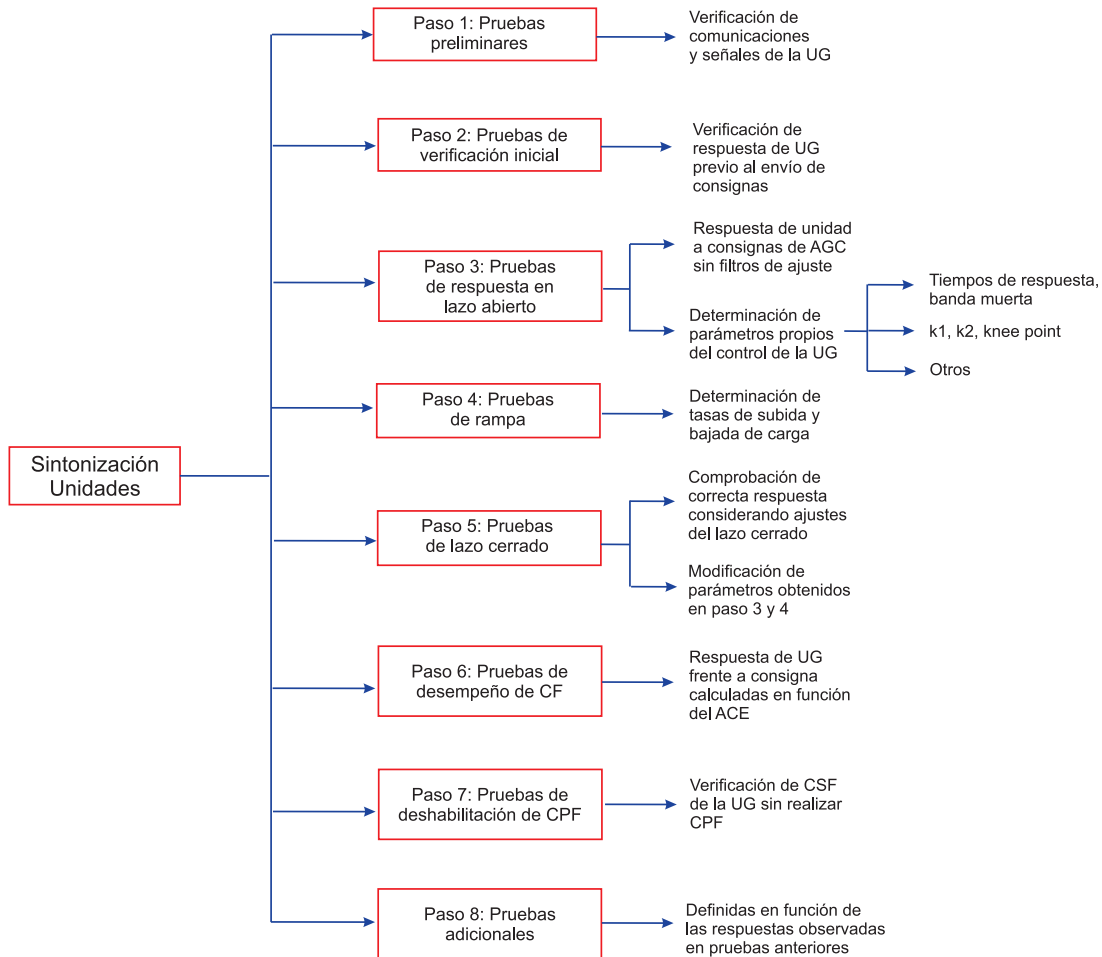 Sintonización
Unidades
Paso 1: Pruebas
preliminares
Verificación de
comunicaciones
y señales de la UG
Paso 2: Pruebas de
verificación inicial
Verificación de
respuesta de UG
previo al envío de
consignas
Paso 3: Pruebas
de respuesta en
lazo abierto
Respuesta de unidad
a consignas de AGC
sin filtros de ajuste
Determinación de
parámetros propios
del control de la UG
Tiempos de respuesta,
banda muerta
k1, k2, knee point
Otros
Paso 4: Pruebas
de rampa
Determinación de
tasas de subida y
bajada de carga
Paso 5: Pruebas
de lazo cerrado
Comprobación de
correcta respuesta
considerando ajustes
del lazo cerrado
Modificación de
parámetros obtenidos
en paso 3 y 4
Paso 6: Pruebas de
desempeño de CF
Respuesta de UG
frente a consigna
calculadas en función
del ACE
Paso 7: Pruebas de
deshabilitación de CPF
Verificación de CSF
de la UG sin realizar
CPF
Paso 8: Pruebas
adicionales
Definidas en función de
las respuestas observadas
en pruebas anteriores